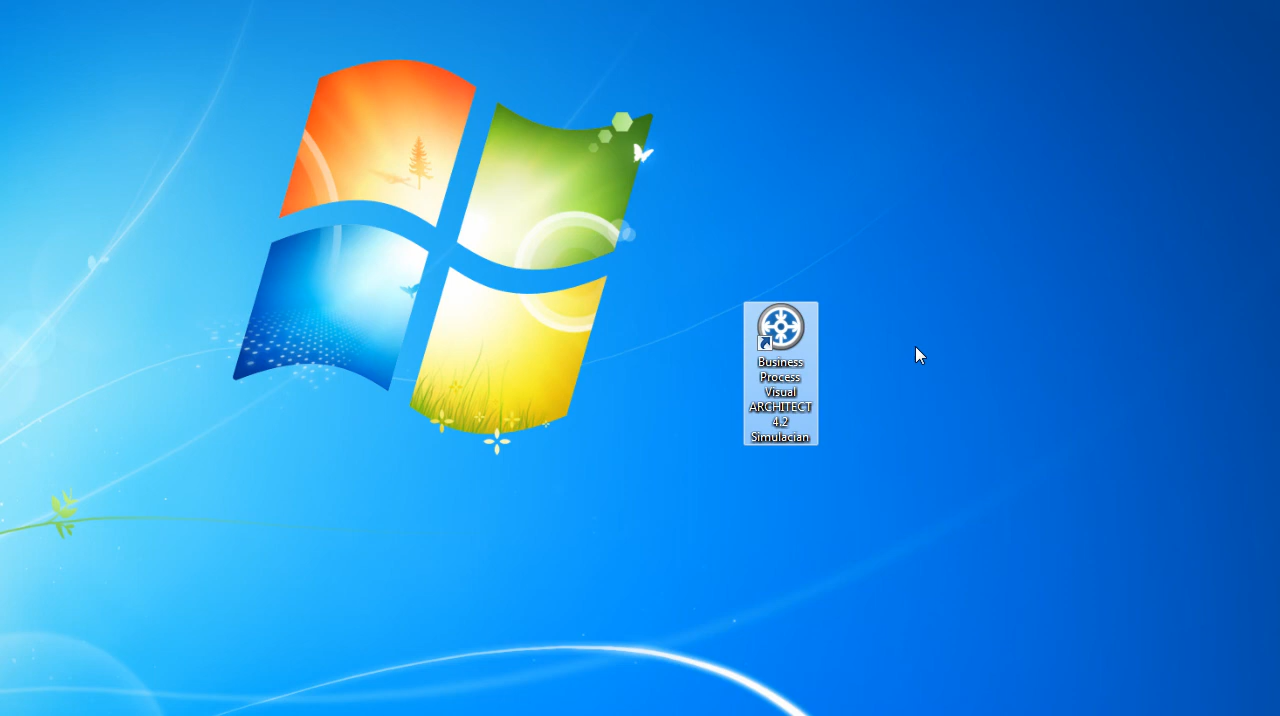 Business
Process
Visual
ARCHITECT
4.2
Simulacian